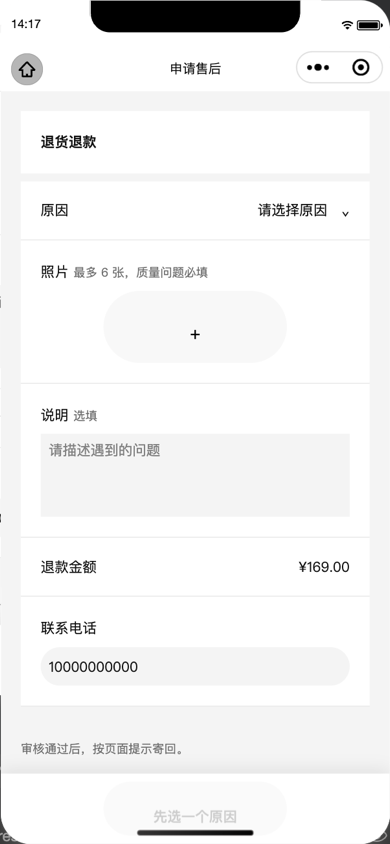 14:17
申请售后
退货退款
原因 请选择原因
照片 最多 6 张，质量问题必填
+
说明 选填
请描述遇到的问题
退款金额 ¥169.00
联系电话
10000000000
审核通过后，按页面提示寄回。
先选一个原因